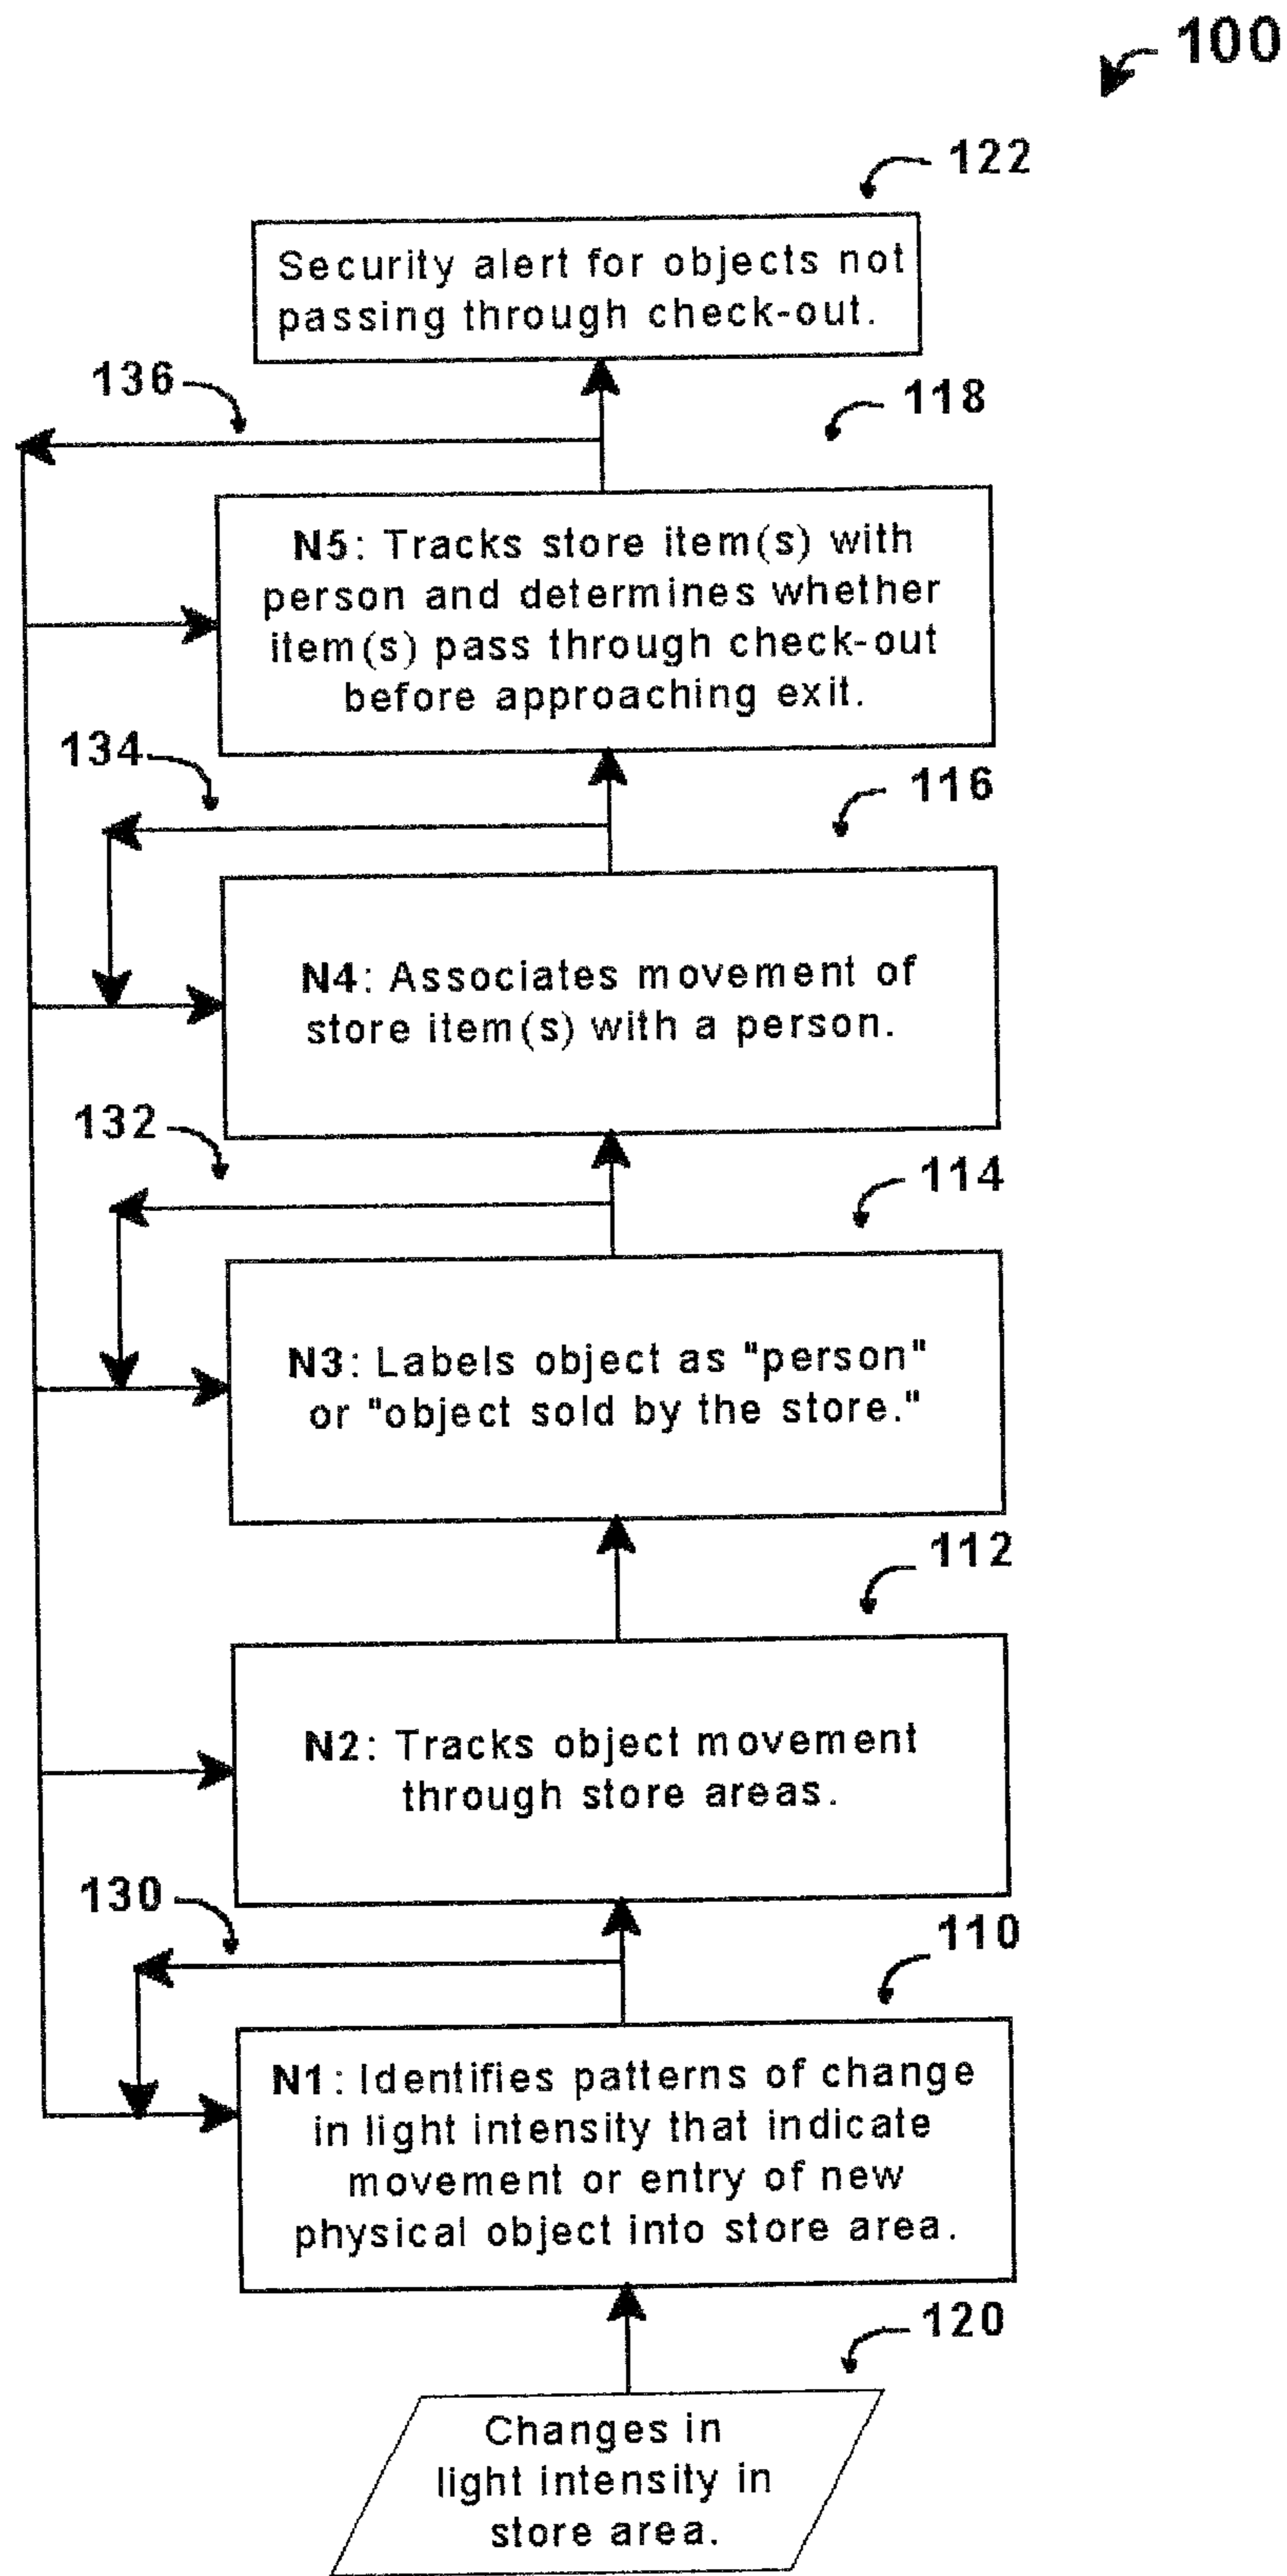 100
122
Security alert for objects not
passing through check-out.
136
118
N5: Tracks store item(s) with
person and determines whether
item(s) pass through check-out
before approaching exit.
134
116
N4: Associates movement of
store item(s) with a person.
132
114
N3: Labels object as "person"
or "object sold by the store."
112
N2: Tracks object movement
through store areas.
130
110
N1: Identifies patterns of change
in light intensity that indicate
movement or entry of new
physical object into store area.
120
Changes in
light intensity in
store area.